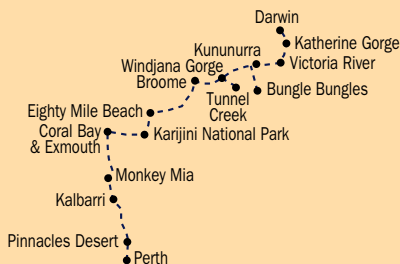 Darwin
Katherine Gorge
Kununurra
Victoria River
Windjana Gorge
Broome
Bungle Bungles
Tunnel
Creek
Eighty Mile Beach
Coral Bay
& Exmouth
Karijini National Park
Monkey Mia
Kalbarri
Pinnacles Desert
Perth